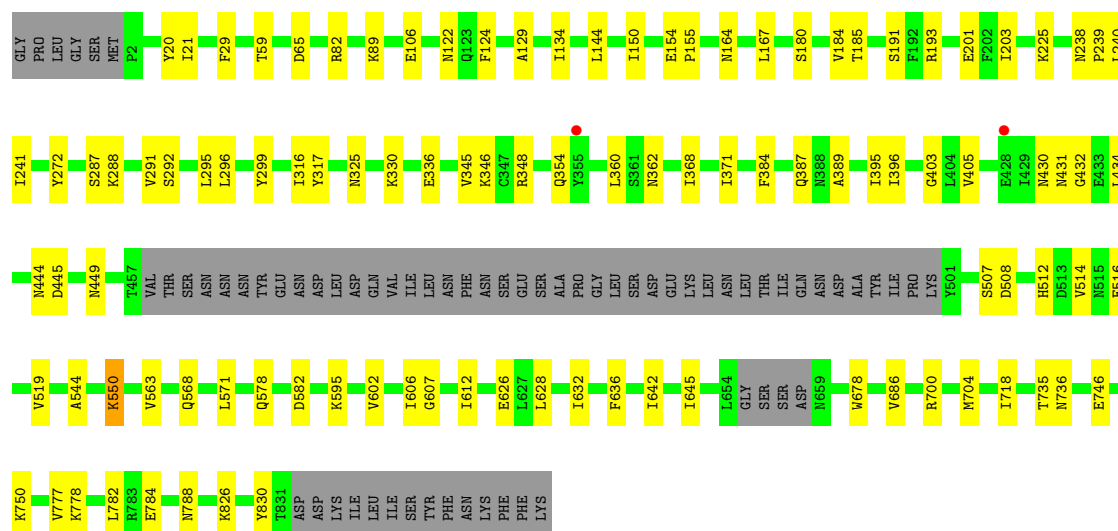 GLY PRO LEU GLY SER MET P2 Y20 I21 F29 T59 D65 R82 K89 E106 N122 Q123 F124 A129 I134 L144 I150 E154 P155 N164 L167 S180 V184 T185 S191 F192 R193 E201 F202 I203 K225 N238 P239 L240
I241 Y272 S287 K288 V291 S292 L295 L296 Y299 I316 Y317 N325 K330 E336 V345 K346 C347 R348 Q354 Y355 L360 S361 N362 I368 I371 F384 Q387 N388 A389 I395 I396 G403 L404 V405 E428 I429 N430 N431 G432 E433
N444 D445 N449 T457 VAL THR SER ASN ASN ASN TYR GLU ASN ASP LEU ASP GLN VAL ILE LEU ASN PHE ASN SER GLU SER ALA PRO GLY LEU SER ASP GLU LYS LEU ASN LEU THR ILE GLN ASN ASP ALA TYR ILE PRO LYS Y501 S507 D508 H512 D513 V514 N515
V519 A544 K550 V563 Q568 L571 Q578 D582 K595 V602 I606 G607 I612 E626 L627 L628 I632 F636 I642 I645 L654 GLY SER SER ASP N659 W678 V686 R700 M704 I718 T735 N736 E746
K750 V777 K778 L782 R783 E784 N788 K826 Y830 T831 ASP ASP LYS ILE LEU ILE SER TYR PHE ASN LYS PHE PHE LYS